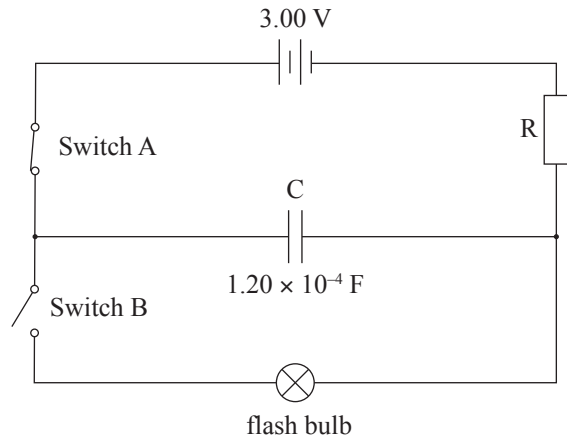 3.00 V
R
Switch A
C
1.20 × 10⁻⁴ F
Switch B
flash bulb